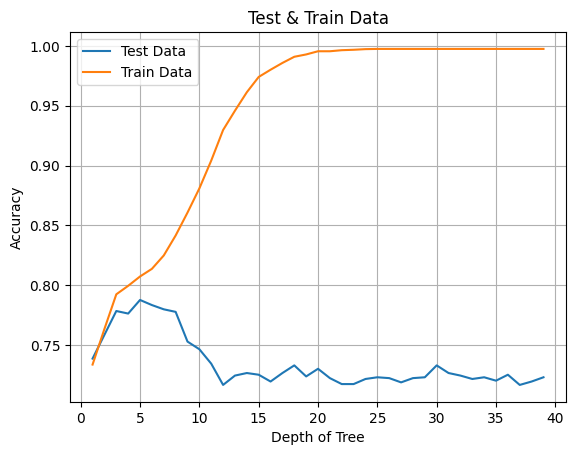 Test & Train Data
Test Data
Train Data
1.00
0.95
0.90
0.85
0.80
0.75
Accuracy
0 5 10 15 20 25 30 35 40
Depth of Tree